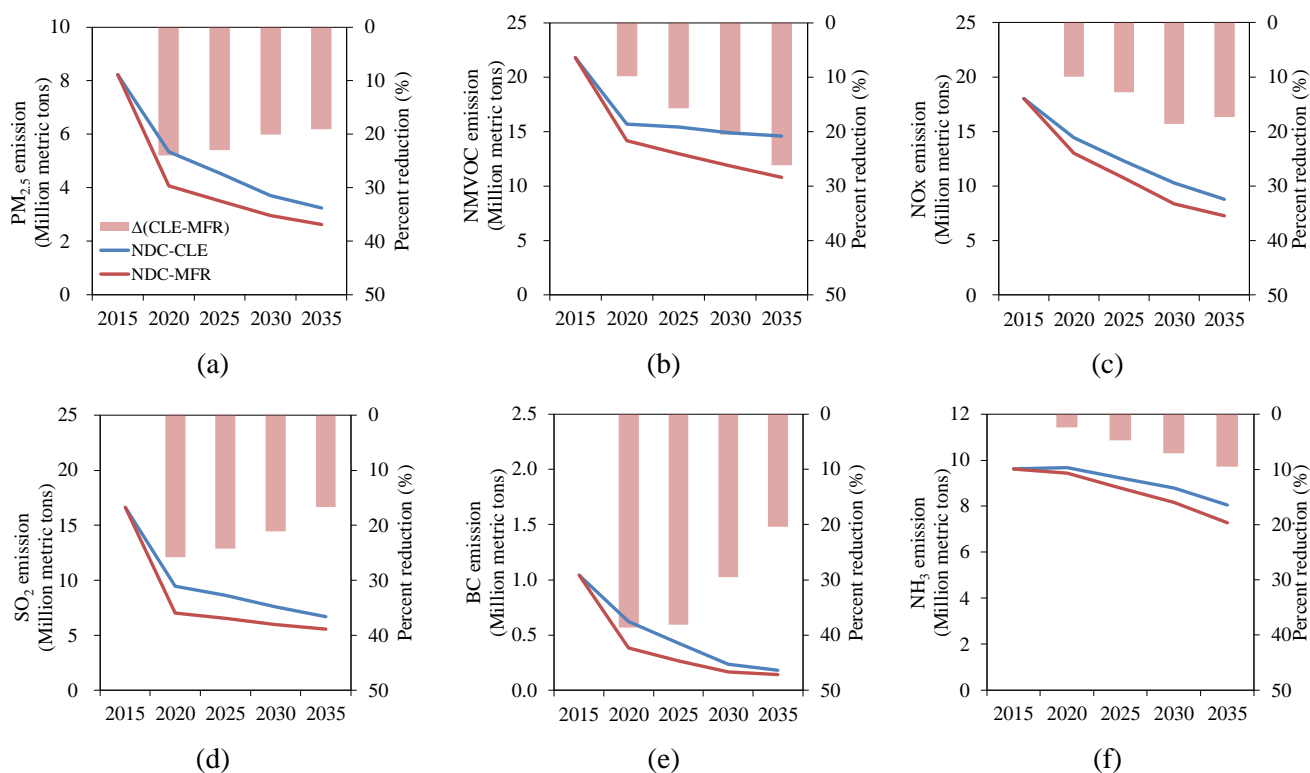 10
8
6
4
2
0
PM2.5 emission
(Million metric tons)
0
10
20
30
40
50
Percent reduction (%)
Δ(CLE-MFR)
NDC-CLE
NDC-MFR
2015 2020 2025 2030 2035
(a)
25
20
15
10
5
0
NMVOC emission
(Million metric tons)
0
10
20
30
40
50
Percent reduction (%)
2015 2020 2025 2030 2035
(b)
25
20
15
10
5
0
NOx emission
(Million metric tons)
0
10
20
30
40
50
Percent reduction (%)
2015 2020 2025 2030 2035
(c)
25
20
15
10
5
0
SO2 emission
(Million metric tons)
0
10
20
30
40
50
Percent reduction (%)
2015 2020 2025 2030 2035
(d)
2.5
2.0
1.5
1.0
0.5
0.0
BC emission
(Million metric tons)
0
10
20
30
40
50
Percent reduction (%)
2015 2020 2025 2030 2035
(e)
12
10
8
6
4
2
0
NH3 emission
(Million metric tons)
0
10
20
30
40
50
Percent reduction (%)
2015 2020 2025 2030 2035
(f)